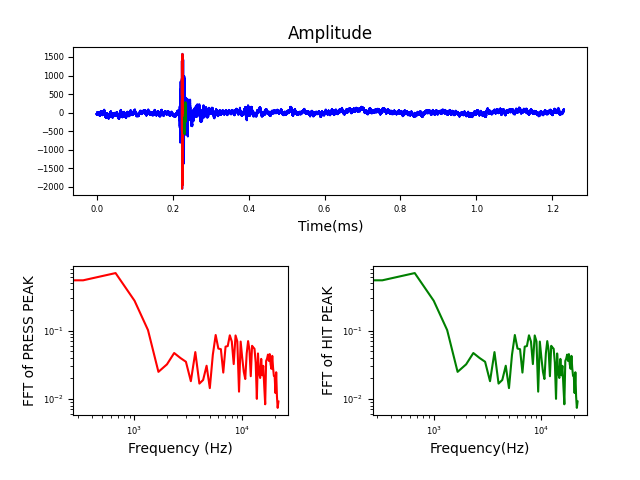 Amplitude
1500
1000
500
0
−500
−1000
−1500
−2000
0.0 0.2 0.4 0.6 0.8 1.0 1.2
Time(ms)
FFT of PRESS PEAK
10⁻¹
10⁻²
10³ 10⁴
Frequency (Hz)
FFT of HIT PEAK
10⁻¹
10⁻²
10³ 10⁴
Frequency(Hz)